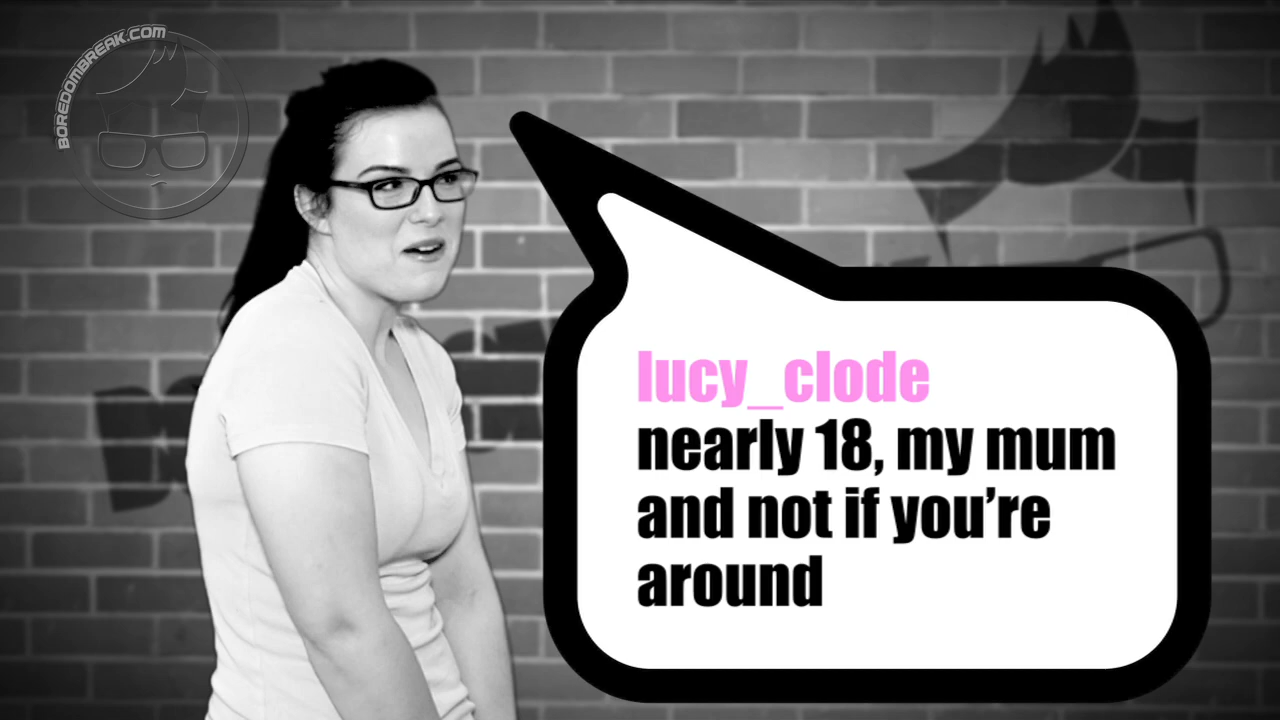 BOREDOMBREAK.COM
lucy_clode
nearly 18, my mum
and not if you’re
around